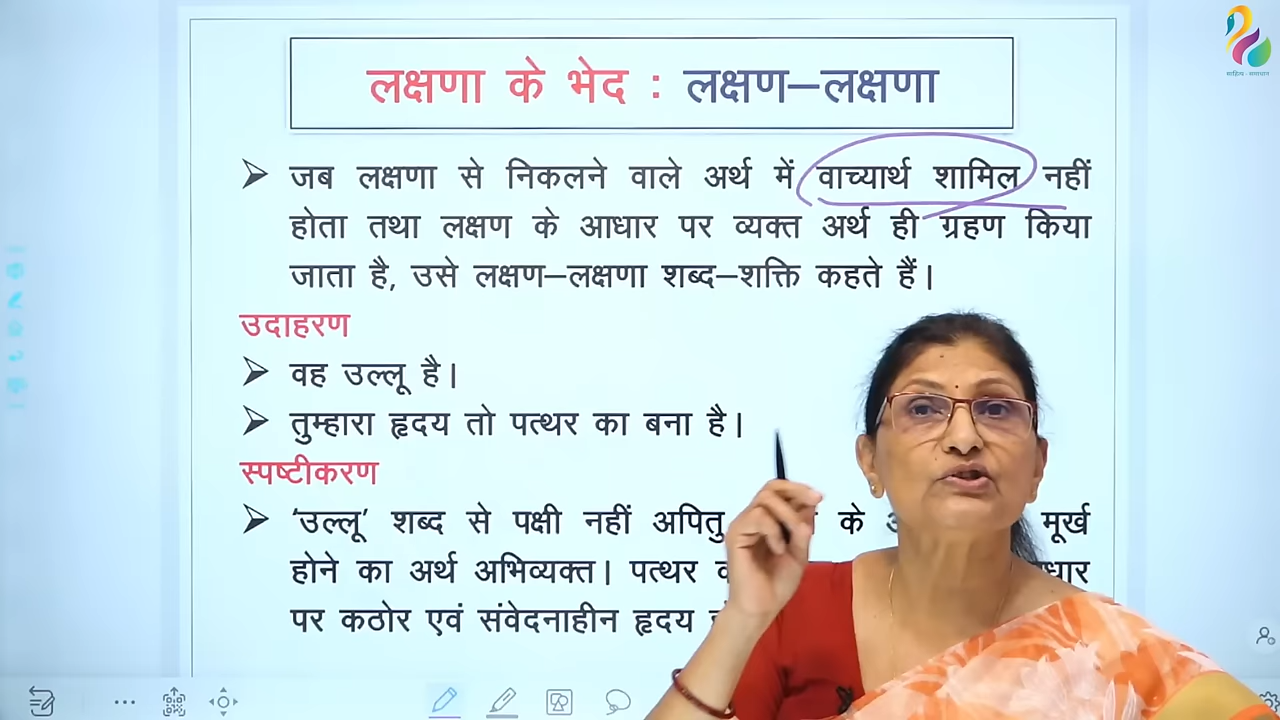 साहित्य - समाधान
लक्षणा के भेद : लक्षण–लक्षणा
➢ जब लक्षणा से निकलने वाले अर्थ में वाच्यार्थ शामिल नहीं
होता तथा लक्षण के आधार पर व्यक्त अर्थ ही ग्रहण किया
जाता है, उसे लक्षण–लक्षणा शब्द–शक्ति कहते हैं।
उदाहरण
➢ वह उल्लू है।
➢ तुम्हारा हृदय तो पत्थर का बना है।
स्पष्टीकरण
➢ 'उल्लू' शब्द से पक्षी नहीं अपितु के मूर्ख
होने का अर्थ अभिव्यक्त। पत्थर
पर कठोर एवं संवेदनाहीन हृदय